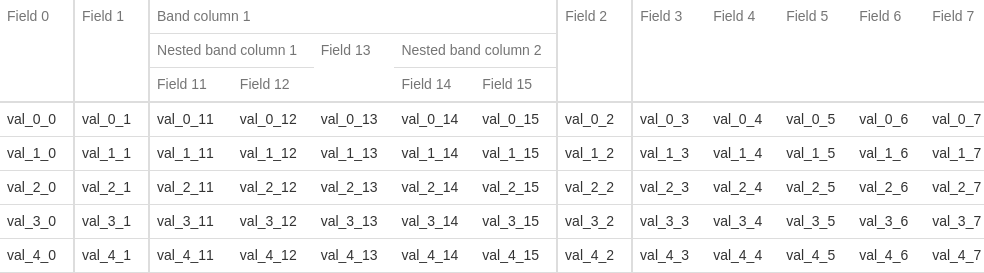 Field 0 Field 1 Band column 1 Field 2 Field 3 Field 4 Field 5 Field 6 Field 7
Nested band column 1 Field 13 Nested band column 2
Field 11 Field 12 Field 14 Field 15
val_0_0 val_0_1 val_0_11 val_0_12 val_0_13 val_0_14 val_0_15 val_0_2 val_0_3 val_0_4 val_0_5 val_0_6 val_0_7
val_1_0 val_1_1 val_1_11 val_1_12 val_1_13 val_1_14 val_1_15 val_1_2 val_1_3 val_1_4 val_1_5 val_1_6 val_1_7
val_2_0 val_2_1 val_2_11 val_2_12 val_2_13 val_2_14 val_2_15 val_2_2 val_2_3 val_2_4 val_2_5 val_2_6 val_2_7
val_3_0 val_3_1 val_3_11 val_3_12 val_3_13 val_3_14 val_3_15 val_3_2 val_3_3 val_3_4 val_3_5 val_3_6 val_3_7
val_4_0 val_4_1 val_4_11 val_4_12 val_4_13 val_4_14 val_4_15 val_4_2 val_4_3 val_4_4 val_4_5 val_4_6 val_4_7